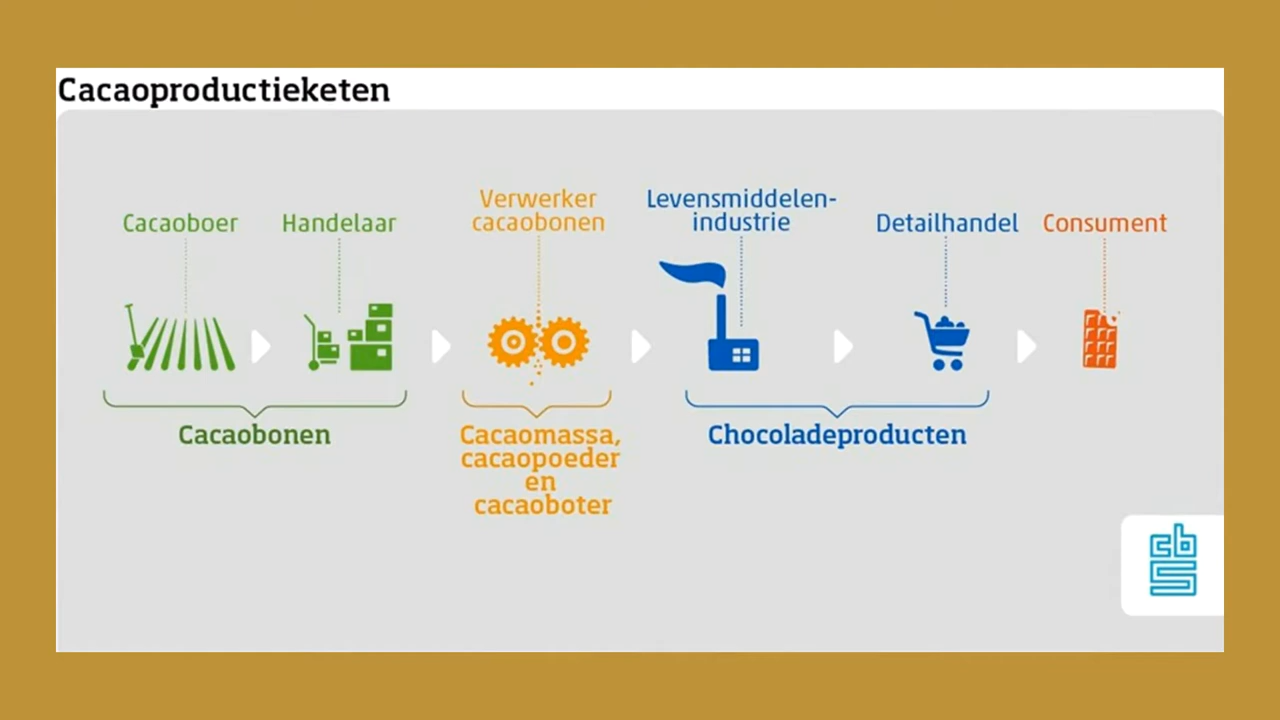 Cacaoproductieketen
Cacaoboer
Handelaar
Verwerker
cacaobonen
Levensmiddelen-
industrie
Detailhandel
Consument
Cacaobonen
Cacaomassa,
cacaopoeder
en
cacaoboter
Chocoladeproducten
cbs